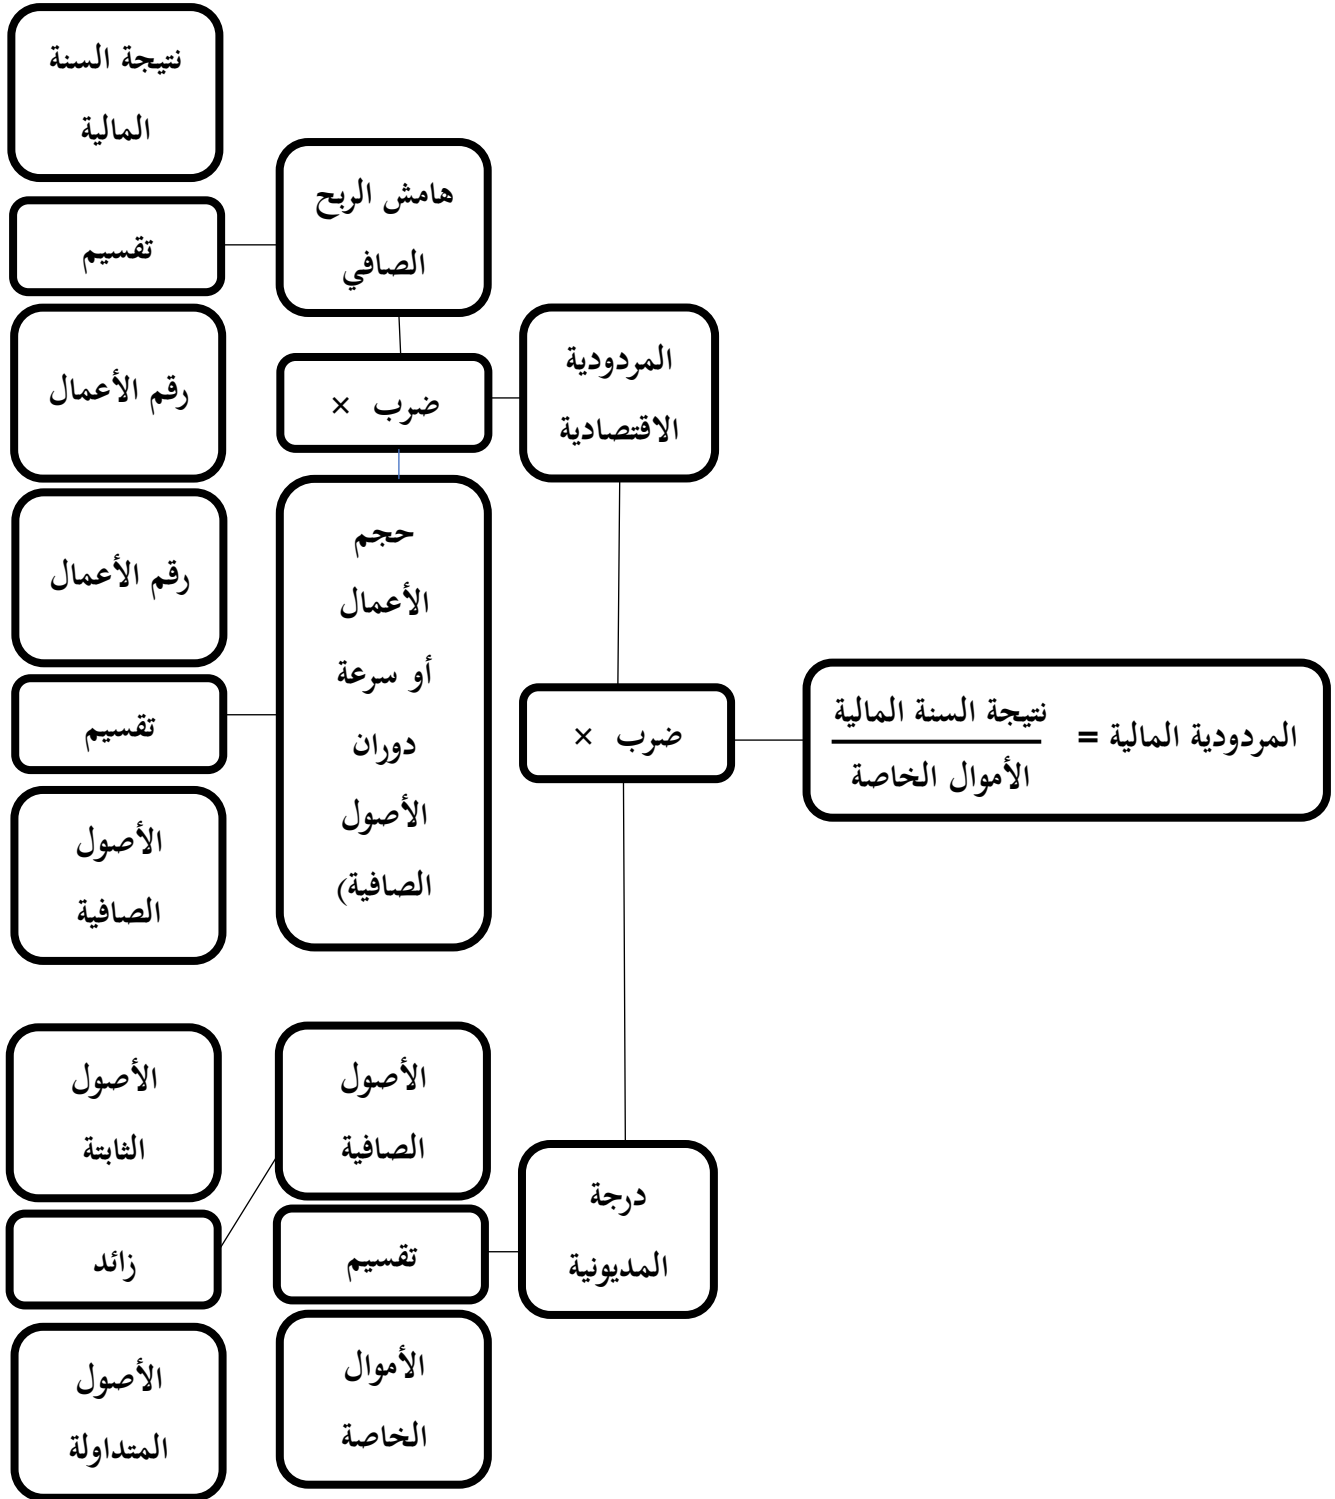 نتيجة السنة
المالية
تقسيم
رقم الأعمال
رقم الأعمال
تقسيم
الأصول
الصافية
الأصول
الثابتة
زائد
الأصول
المتداولة
هامش الربح
الصافي
ضرب ×
حجم
الأعمال
أو سرعة
دوران
الأصول
الصافية)
الأصول
الصافية
تقسيم
الأموال
الخاصة
المردودية
الاقتصادية
ضرب ×
درجة
المديونية
المردودية المالية = نتيجة السنة المالية
الأموال الخاصة